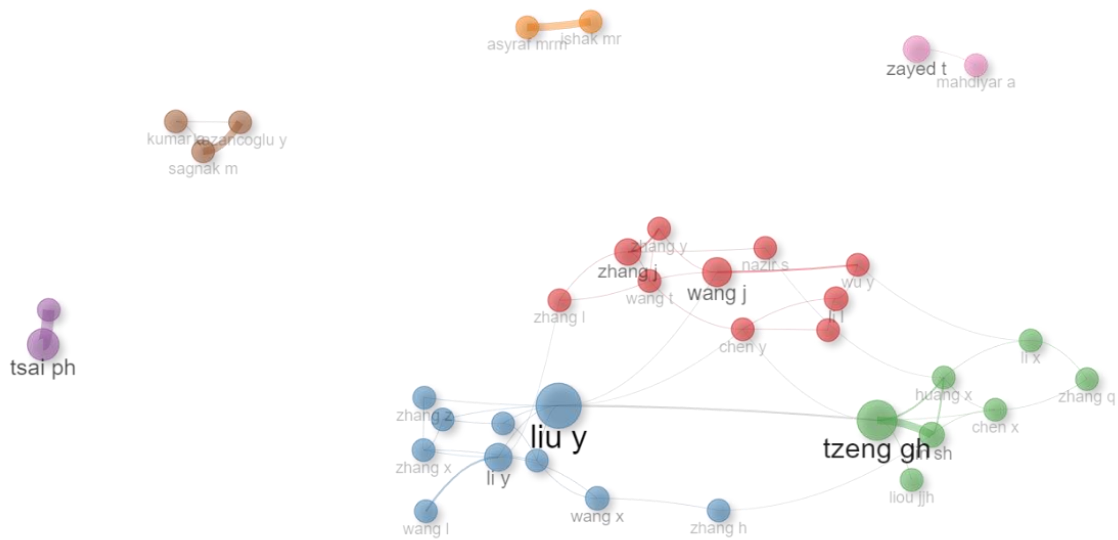 asyraf mrm
ishak mr
zayed t
mahdiyar a
kazancoglu y
sagnak m
zhang y
zhang j
nazir s
wang t
wang j
wu y
zhang l
li l
chen y
li x
tsai ph
huang x
zhang q
zhang z
chen x
liu y
tzeng gh
zhang x
li y
liou jjh
wang x
wang l
zhang h